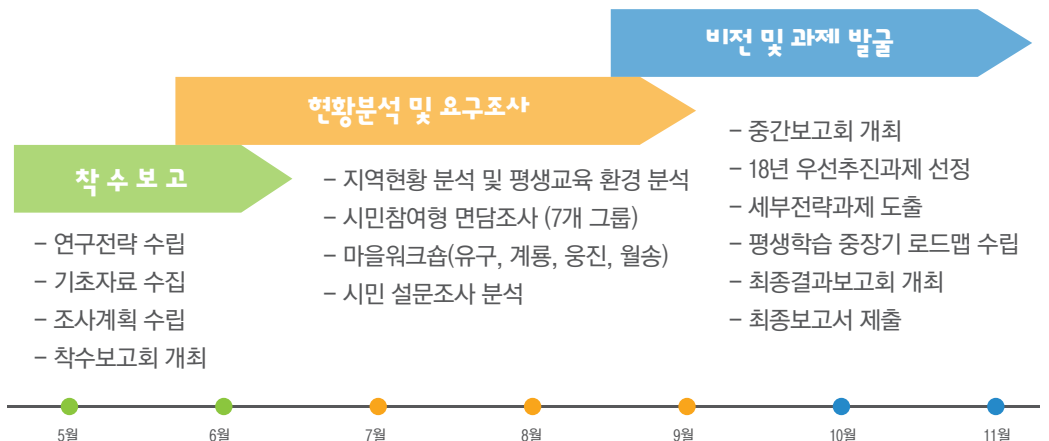 착수보고
- 연구전략 수립
- 기초자료 수집
- 조사계획 수립
- 착수보고회 개최
현황분석 및 요구조사
- 지역현황 분석 및 평생교육 환경 분석
- 시민참여형 면담조사 (7개 그룹)
- 마을워크숍(유구, 계룡, 웅진, 월송)
- 시민 설문조사 분석
비전 및 과제 발굴
- 중간보고회 개최
- 18년 우선추진과제 선정
- 세부전략과제 도출
- 평생학습 중장기 로드맵 수립
- 최종결과보고회 개최
- 최종보고서 제출
5월 6월 7월 8월 9월 10월 11월